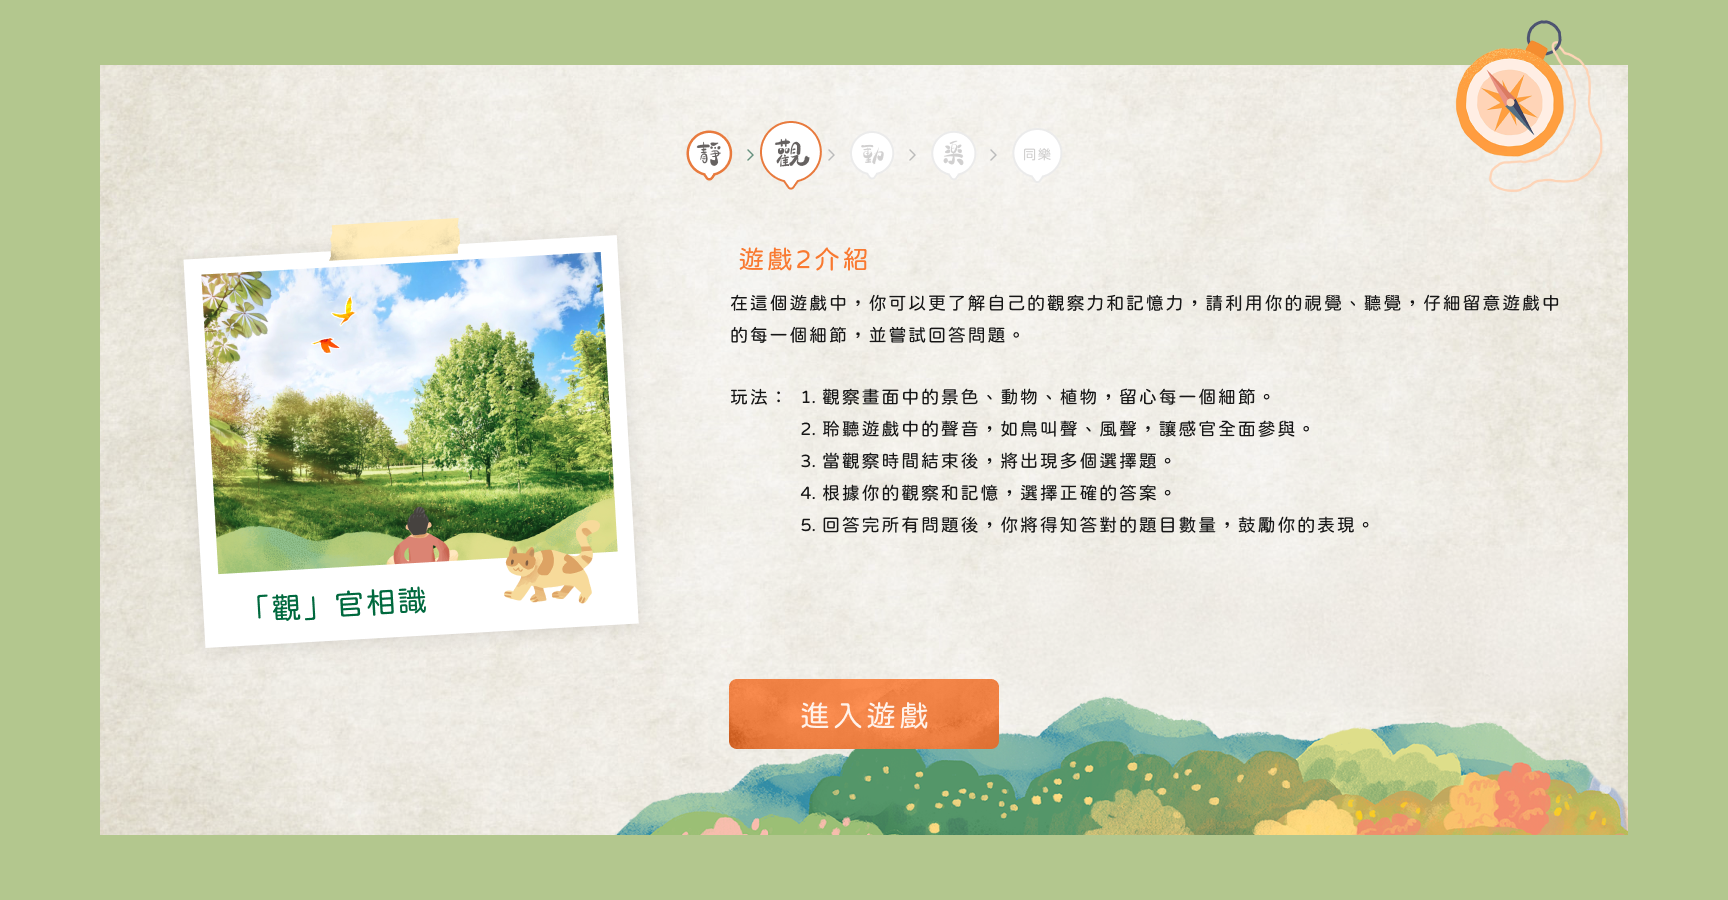 靜 > 觀 > 動 > 樂 > 同樂
遊戲2介紹
在這個遊戲中，你可以更了解自己的觀察力和記憶力，請利用你的視覺、聽覺，仔細留意遊戲中
的每一個細節，並嘗試回答問題。
玩法： 1. 觀察畫面中的景色、動物、植物，留心每一個細節。
2. 聆聽遊戲中的聲音，如鳥叫聲、風聲，讓感官全面參與。
3. 當觀察時間結束後，將出現多個選擇題。
4. 根據你的觀察和記憶，選擇正確的答案。
5. 回答完所有問題後，你將得知答對的題目數量，鼓勵你的表現。
「觀」官相識
進入遊戲